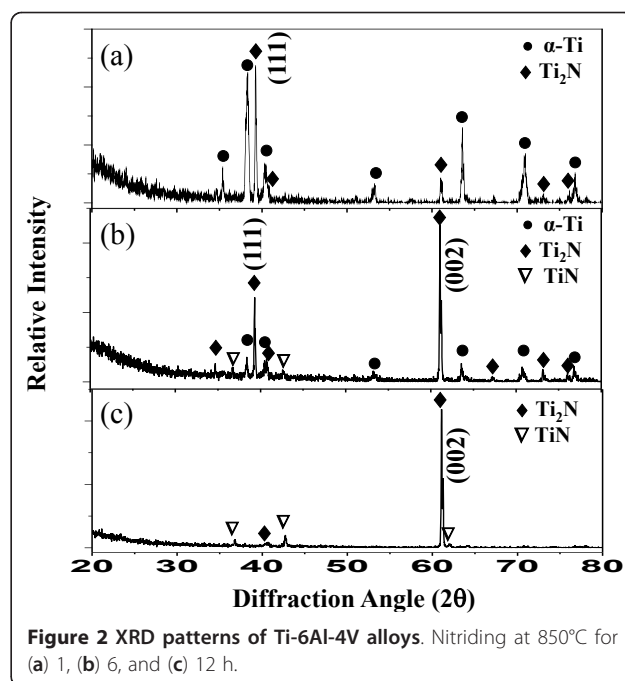 (a)
(111)
● α-Ti
◆ Ti₂N
(b)
(111)
(002)
● α-Ti
◆ Ti₂N
▽ TiN
(c)
(002)
◆ Ti₂N
▽ TiN
Relative Intensity
20 30 40 50 60 70 80
Diffraction Angle (2θ)
Figure 2 XRD patterns of Ti-6Al-4V alloys. Nitriding at 850°C for
(a) 1, (b) 6, and (c) 12 h.